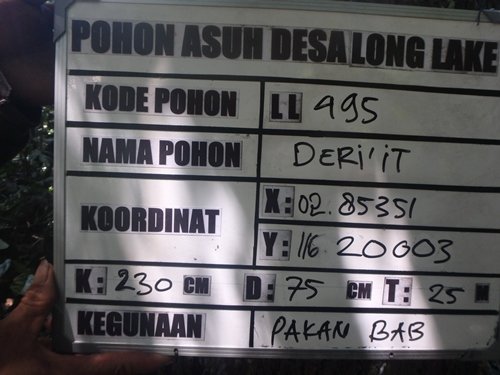 POHON ASUH DESA LONG LAKE
KODE POHON LL 495
NAMA POHON DERI'IT
KOORDINAT X: 02.85351
Y: 116 20003
K: 230 CM D: 75 CM T: 25 M
KEGUNAAN PAKAN BAB